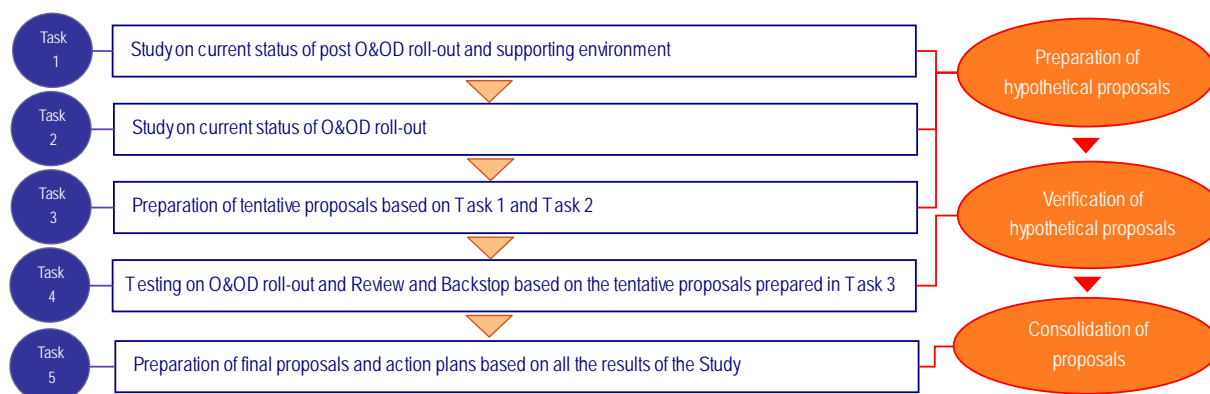 Task
1
Study on current status of post O&OD roll-out and supporting environment
Task
2
Study on current status of O&OD roll-out
Task
3
Preparation of tentative proposals based on Task 1 and Task 2
Task
4
Testing on O&OD roll-out and Review and Backstop based on the tentative proposals prepared in Task 3
Task
5
Preparation of final proposals and action plans based on all the results of the Study
Preparation of
hypothetical proposals
Verification of
hypothetical proposals
Consolidation of
proposals